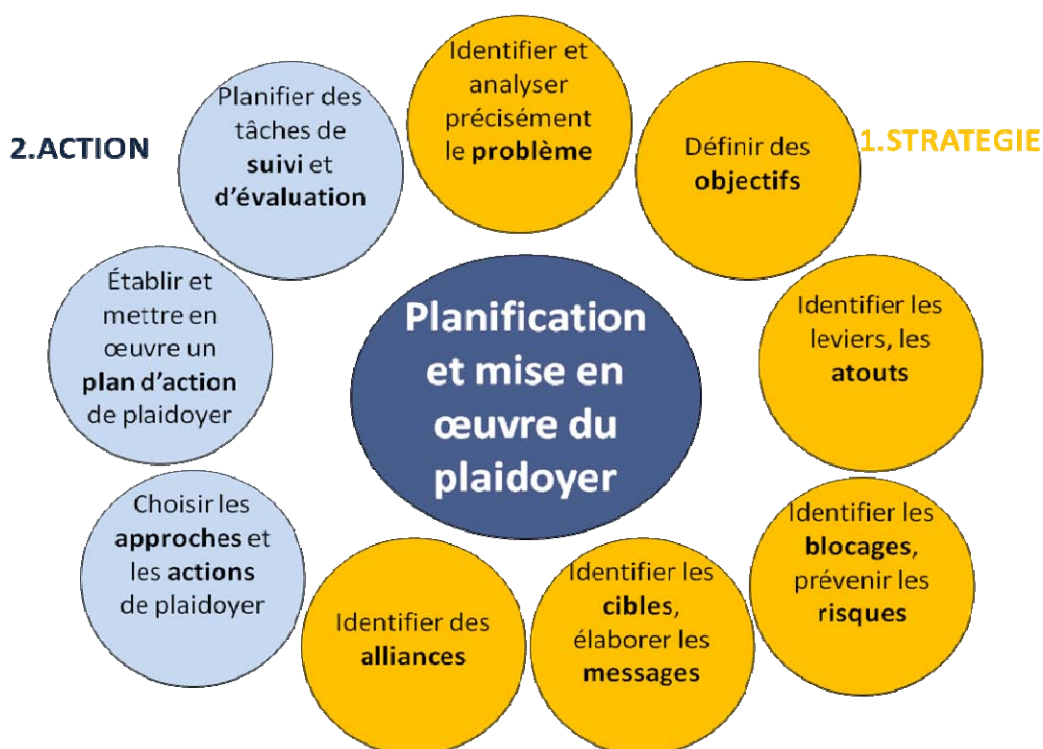 Identifier et
analyser
précisément
le problème
Définir des
objectifs
1.STRATEGIE
Identifier les
leviers, les
atouts
Identifier les
blocages,
prévenir les
risques
Identifier les
cibles,
élaborer les
messages
Identifier des
alliances
Choisir les
approches et
les actions
de plaidoyer
Établir et
mettre en
œuvre un
plan d'action
de plaidoyer
Planifier des
tâches de
suivi et
d'évaluation
2.ACTION
Planification
et mise en
œuvre du
plaidoyer